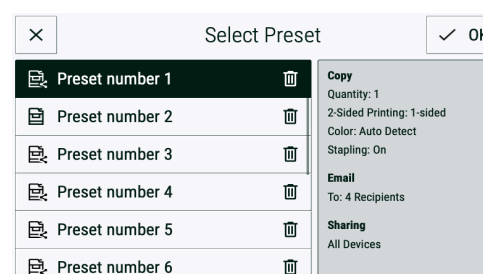 Select Preset
Preset number 1
Preset number 2
Preset number 3
Preset number 4
Preset number 5
Preset number 6
Copy
Quantity: 1
2-Sided Printing: 1-sided
Color: Auto Detect
Stapling: On
Email
To: 4 Recipients
Sharing
All Devices